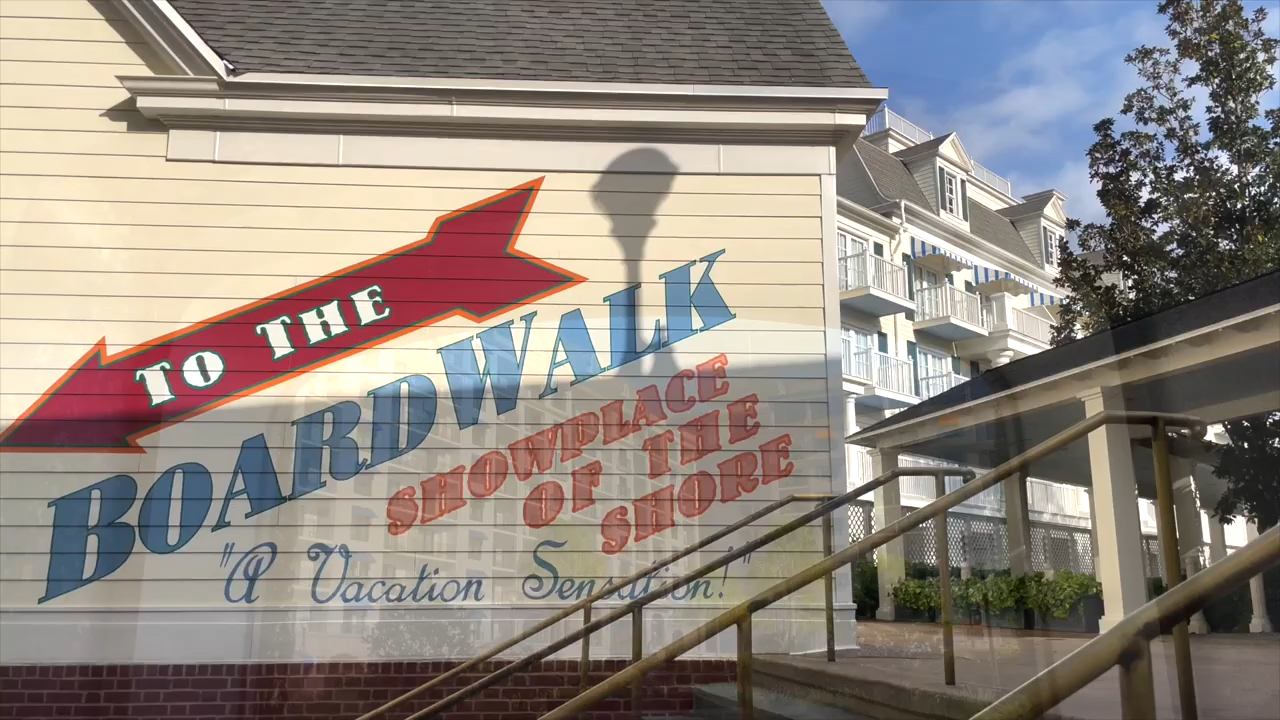 TO THE
BOARDWALK
SHOWPLACE
OF THE
SHORE
"A Vacation Sensation!"